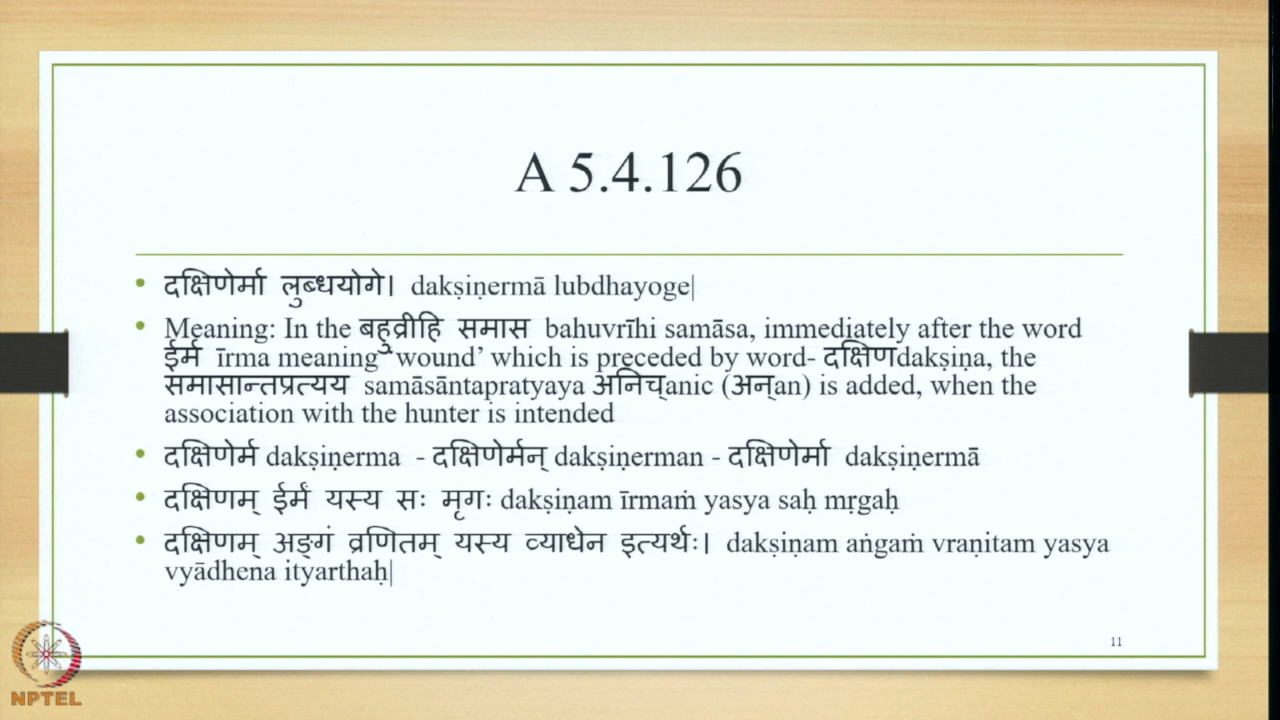 A 5.4.126
• दक्षिणेर्मा लुब्धयोगे। dakṣiṇermā lubdhayoge|
• Meaning: In the बहुव्रीहि समास bahuvrīhi samāsa, immediately after the word
ईर्म īrma meaning ‘wound’ which is preceded by word- दक्षिणdakṣiṇa, the
समासान्तप्रत्यय samāsāntapratyaya अनिच्anic (अन्an) is added, when the
association with the hunter is intended
• दक्षिणेर्म dakṣiṇerma - दक्षिणेर्मन् dakṣiṇerman - दक्षिणेर्मा dakṣiṇermā
• दक्षिणम् ईर्मं यस्य सः मृगः dakṣiṇam īrmaṁ yasya saḥ mṛgaḥ
• दक्षिणम् अङ्गं व्रणितम् यस्य व्याधेन इत्यर्थः। dakṣiṇam aṅgaṁ vraṇitam yasya
vyādhena ityarthaḥ|
11
NPTEL